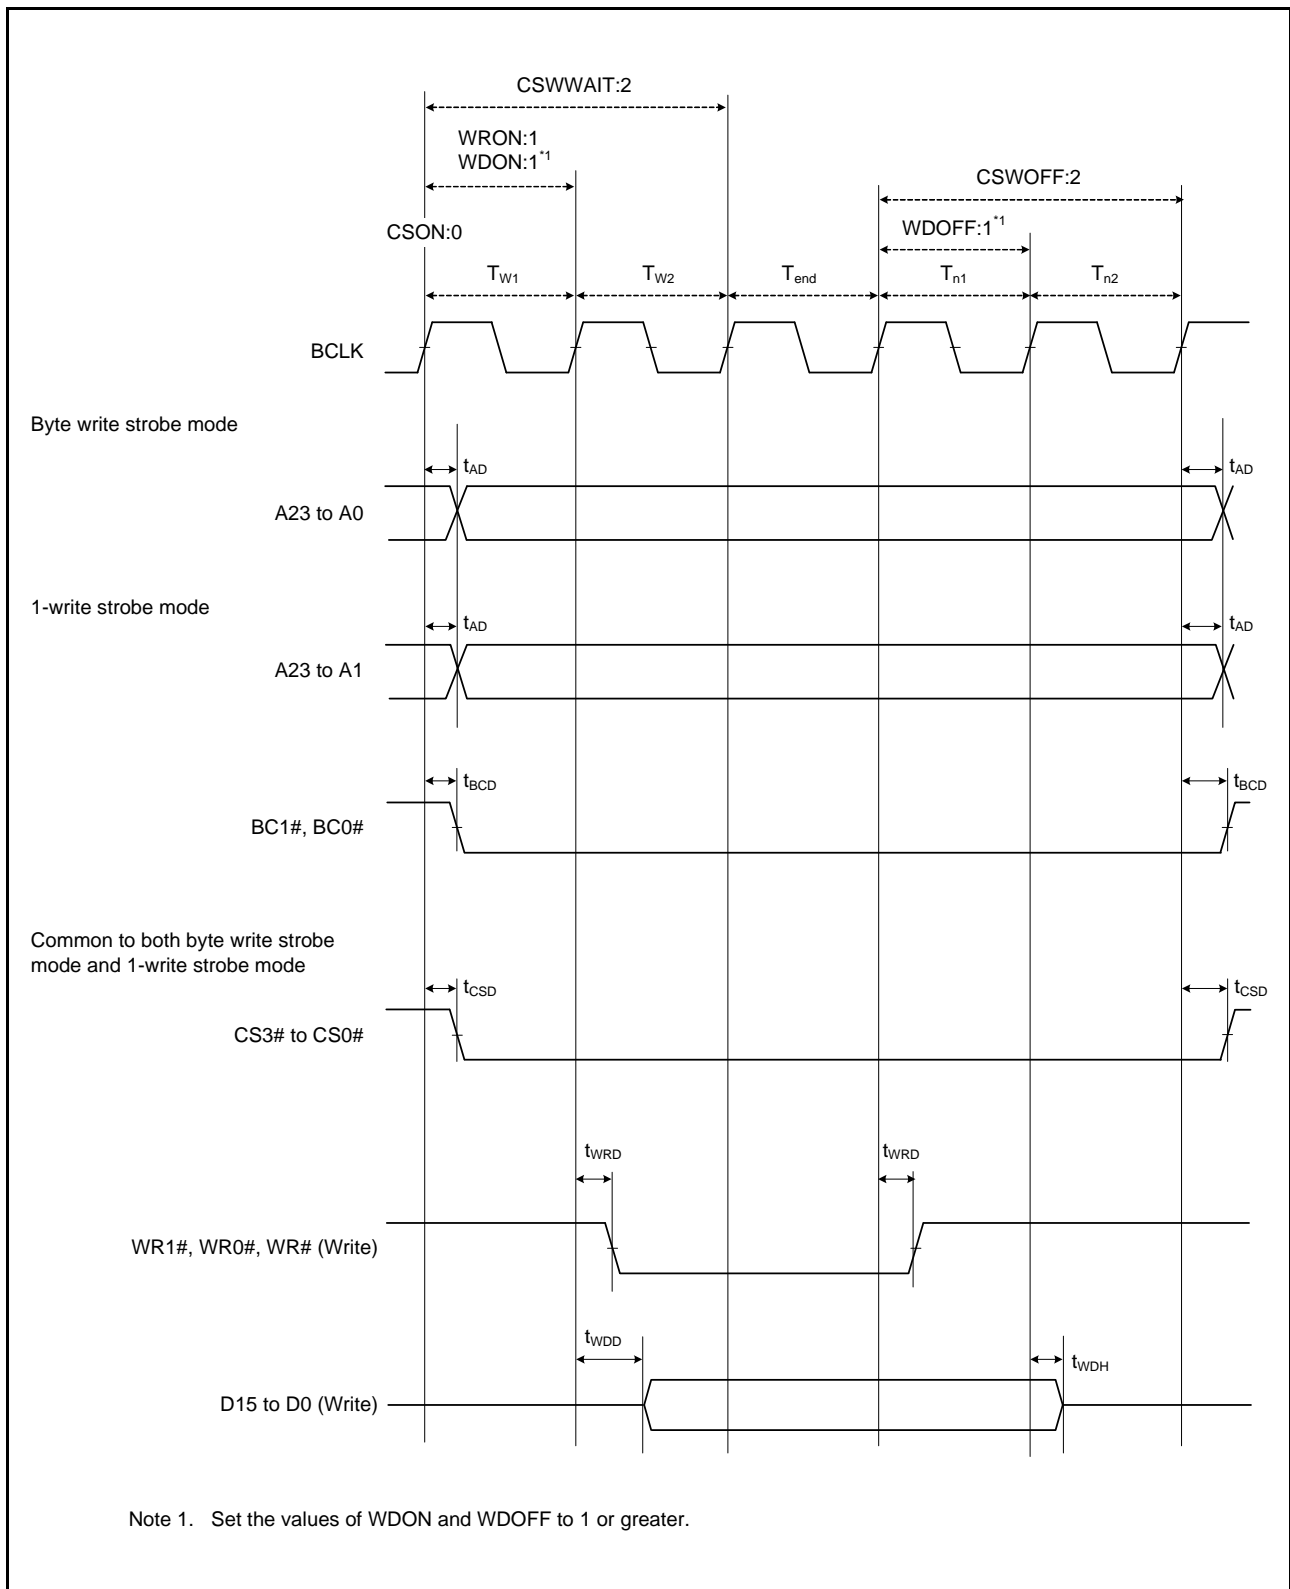 CSWWAIT:2
WRON:1
WDON:1*1
CSWOFF:2
CSON:0
WDOFF:1*1
TW1
TW2
Tend
Tn1
Tn2
BCLK
Byte write strobe mode
tAD
tAD
A23 to A0
1-write strobe mode
tAD
tAD
A23 to A1
tBCD
tBCD
BC1#, BC0#
Common to both byte write strobe
mode and 1-write strobe mode
tCSD
tCSD
CS3# to CS0#
tWRD
tWRD
WR1#, WR0#, WR# (Write)
tWDD
tWDH
D15 to D0 (Write)
Note 1. Set the values of WDON and WDOFF to 1 or greater.